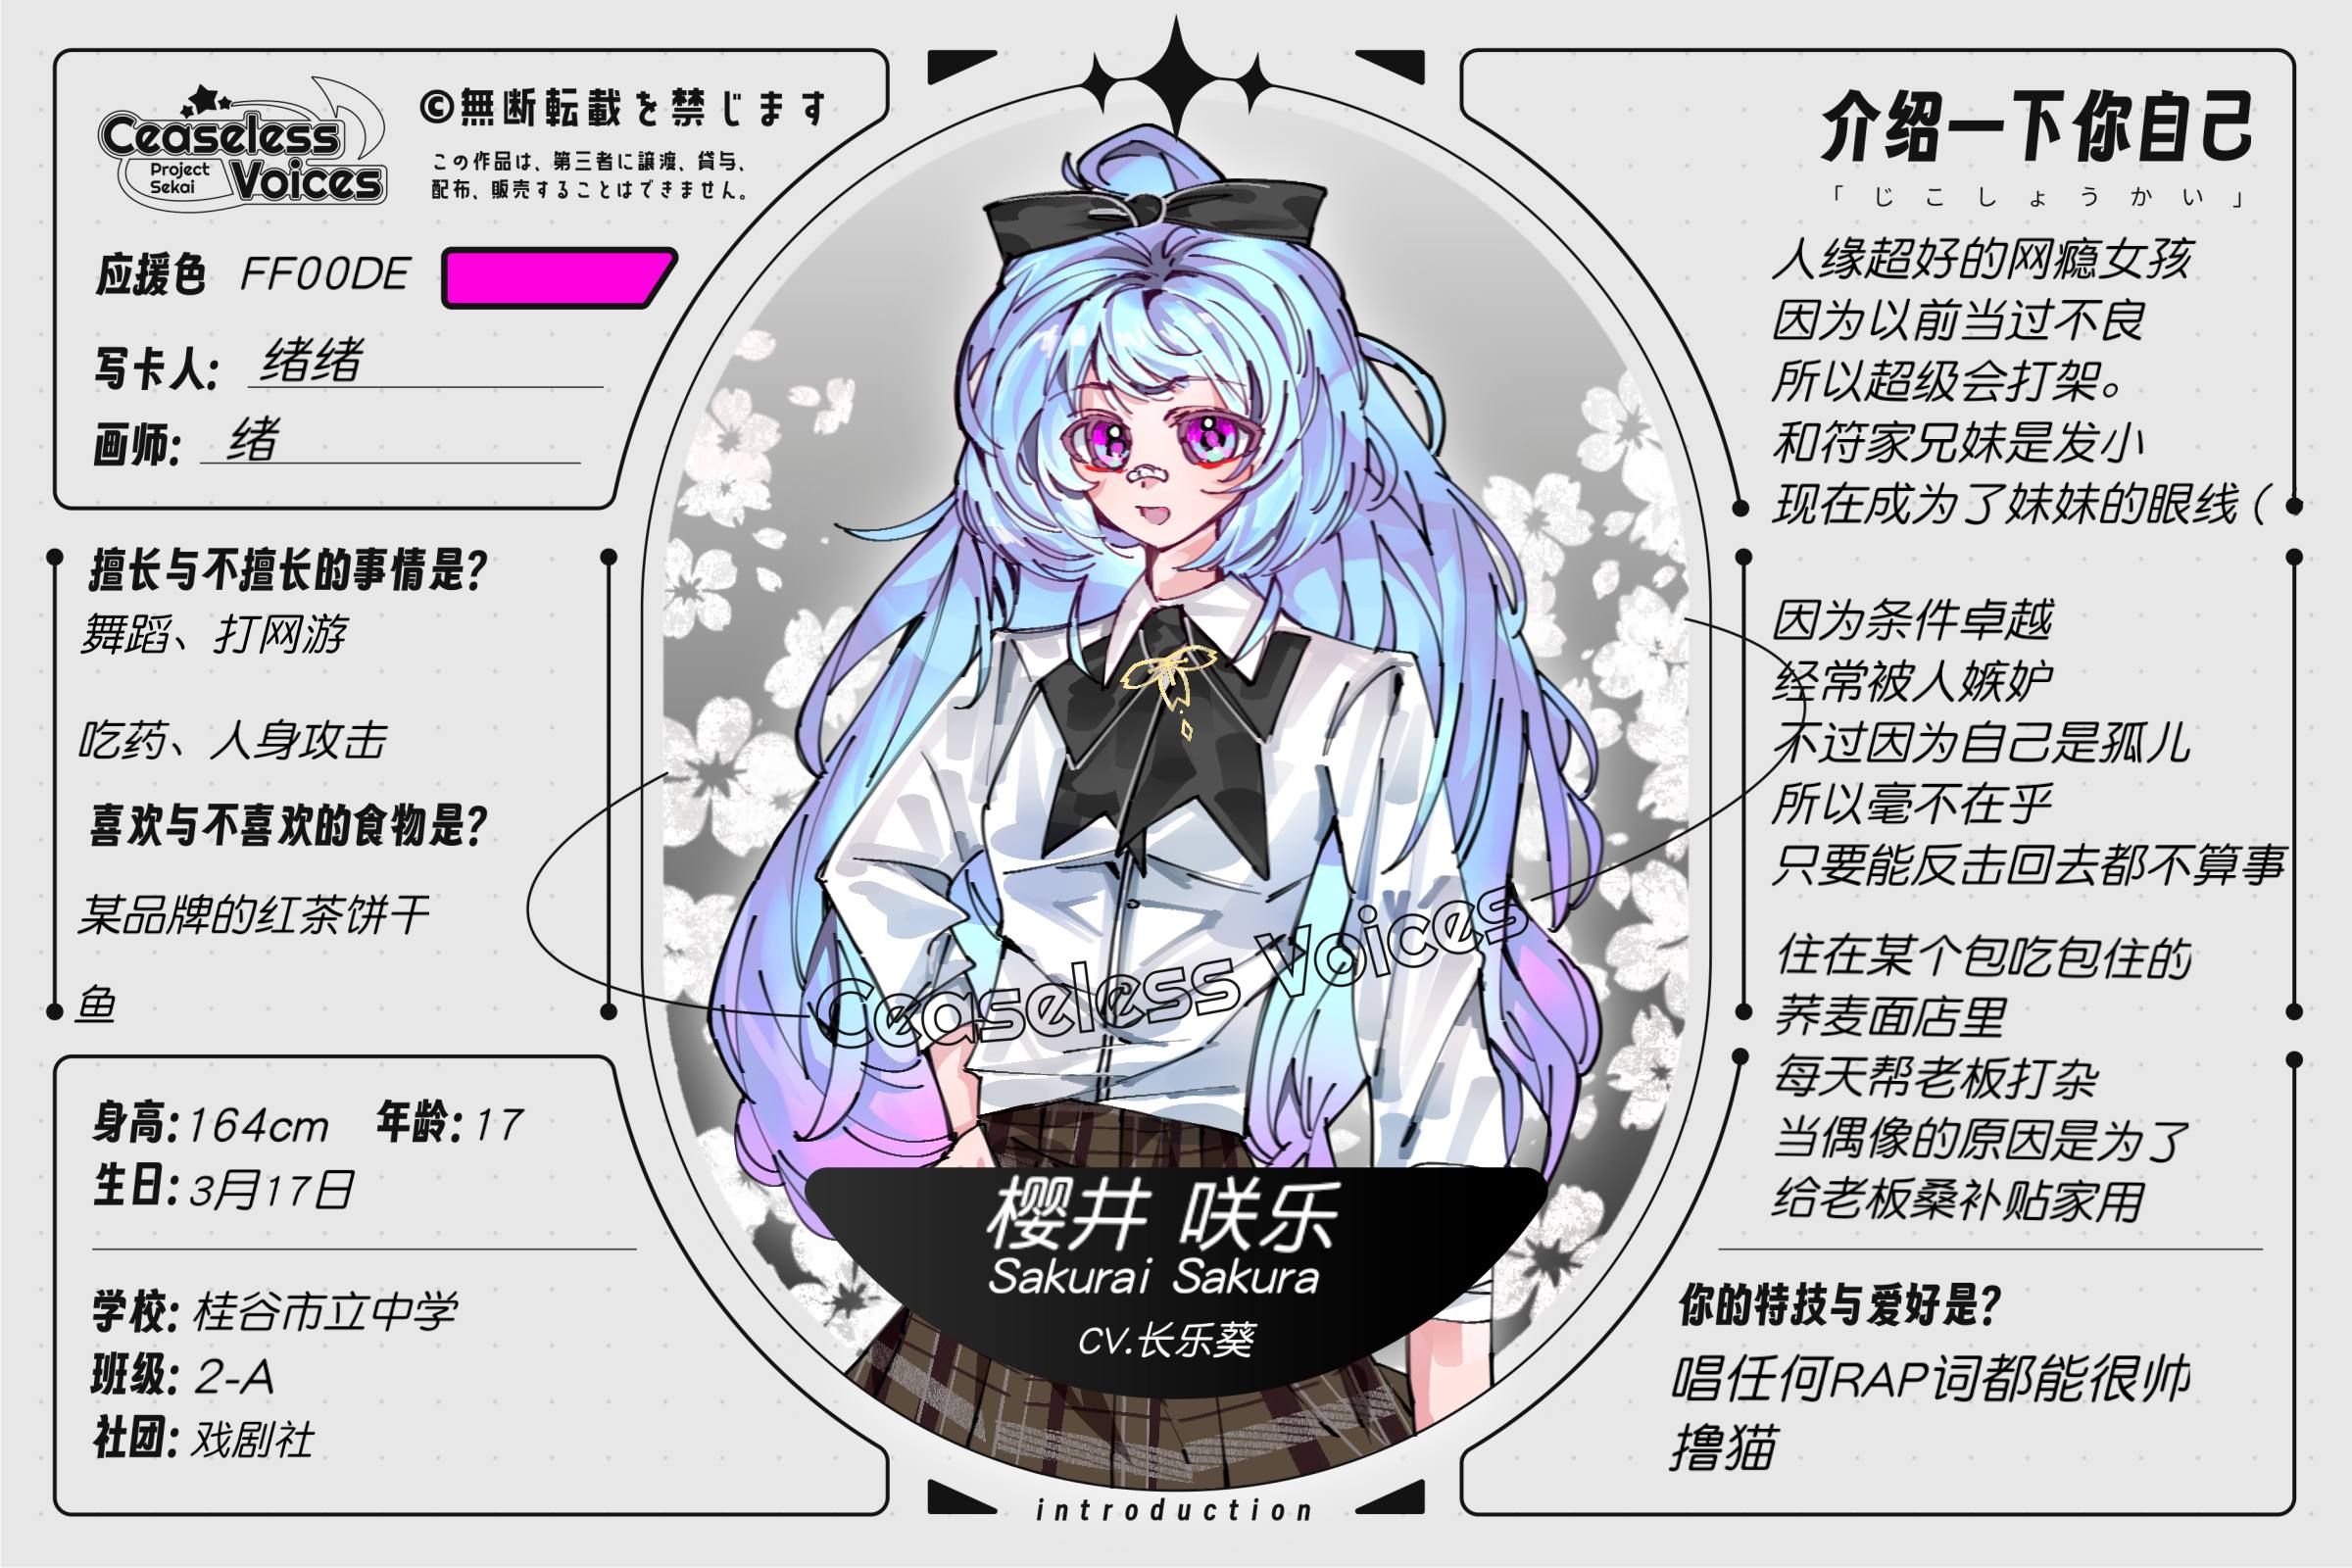 Ceaseless
Project
Sekai
Voices
©無断転載を禁じます
この作品は、第三者に譲渡、貸与、
配布、販売することはできません。
应援色 FF00DE
写卡人: 绪绪
画师: 绪
擅长与不擅长的事情是?
舞蹈、打网游
吃药、人身攻击
喜欢与不喜欢的食物是?
某品牌的红茶饼干
鱼
身高:164cm 年龄:17
生日:3月17日
学校:桂谷市立中学
班级:2-A
社团:戏剧社
Ceaseless Voices
樱井 咲乐
Sakurai Sakura
CV.长乐葵
introduction
介绍一下你自己
「じこしょうかい」
人缘超好的网瘾女孩
因为以前当过不良
所以超级会打架。
和符家兄妹是发小
现在成为了妹妹的眼线（
因为条件卓越
经常被人嫉妒
不过因为自己是孤儿
所以毫不在乎
只要能反击回去都不算事
住在某个包吃包住的
荞麦面店里
每天帮老板打杂
当偶像的原因是为了
给老板桑补贴家用
你的特技与爱好是?
唱任何RAP词都能很帅
撸猫